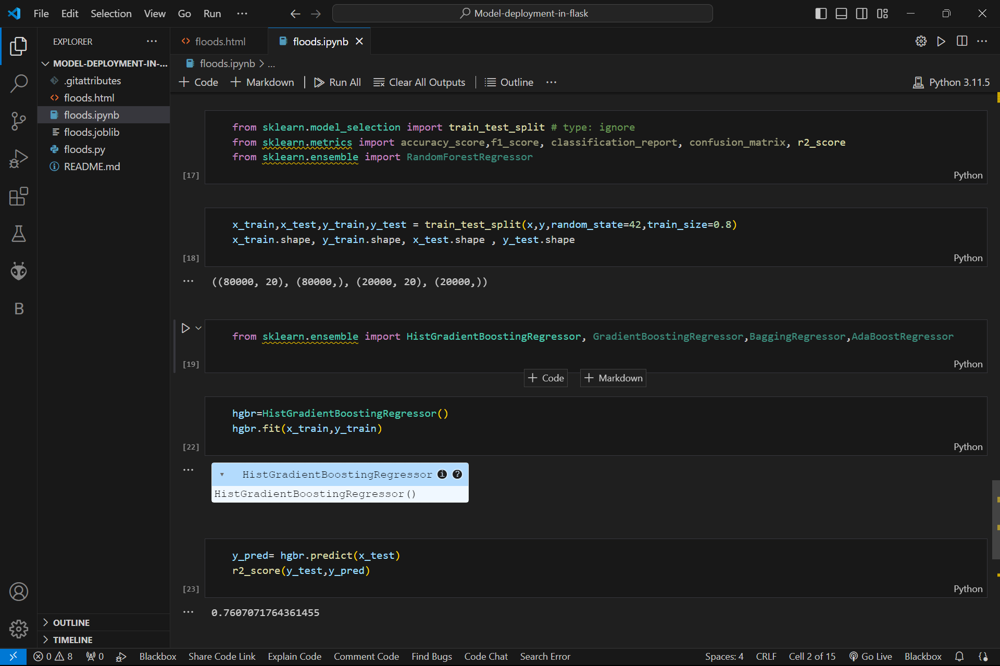 File Edit Selection View Go Run ...
Model-deployment-in-flask
EXPLORER ...
MODEL-DEPLOYMENT-IN-...
.gitattributes
floods.html
floods.ipynb
floods.joblib
floods.py
README.md
OUTLINE
TIMELINE
floods.html
floods.ipynb
floods.ipynb > ...
+ Code + Markdown Run All Clear All Outputs Outline ... Python 3.11.5
from sklearn.model_selection import train_test_split # type: ignore
from sklearn.metrics import accuracy_score,f1_score, classification_report, confusion_matrix, r2_score
from sklearn.ensemble import RandomForestRegressor
[17] Python
x_train,x_test,y_train,y_test = train_test_split(x,y,random_state=42,train_size=0.8)
x_train.shape, y_train.shape, x_test.shape , y_test.shape
[18] Python
... ((80000, 20), (80000,), (20000, 20), (20000,))
from sklearn.ensemble import HistGradientBoostingRegressor, GradientBoostingRegressor,BaggingRegressor,AdaBoostRegressor
[19] Python
+ Code + Markdown
hgbr=HistGradientBoostingRegressor()
hgbr.fit(x_train,y_train)
[22] Python
... HistGradientBoostingRegressor i ?
HistGradientBoostingRegressor()
y_pred= hgbr.predict(x_test)
r2_score(y_test,y_pred)
[23] Python
... 0.7607071764361455
B
0 8 0 Blackbox Share Code Link Explain Code Comment Code Find Bugs Code Chat Search Error Spaces: 4 CRLF Cell 2 of 15 Go Live Blackbox